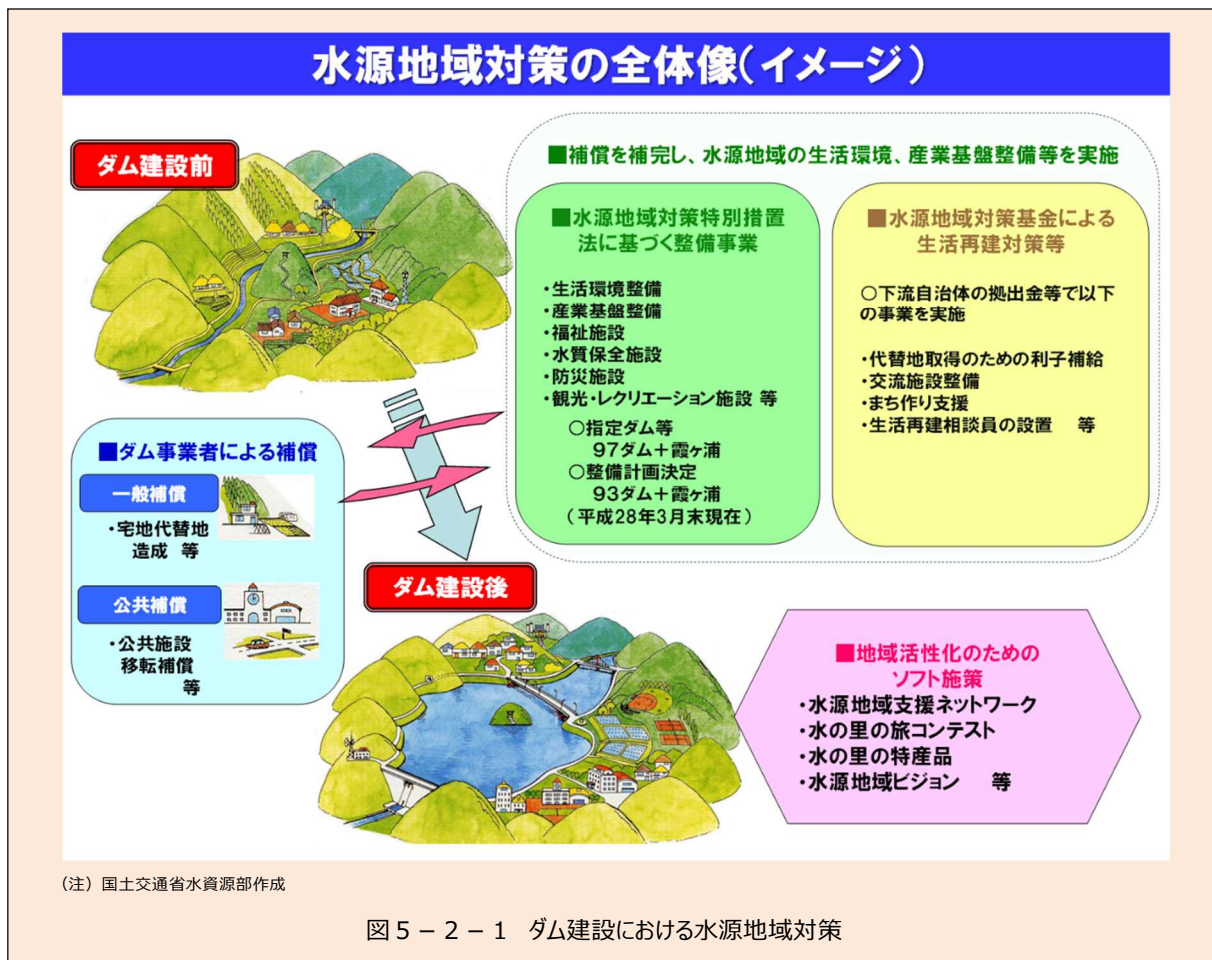 水源地域対策の全体像（イメージ）
ダム建設前
■補償を補完し、水源地域の生活環境、産業基盤整備等を実施
■水源地域対策特別措置
法に基づく整備事業
・生活環境整備
・産業基盤整備
・福祉施設
・水質保全施設
・防災施設
・観光・レクリエーション施設 等
○指定ダム等
97ダム＋霞ヶ浦
○整備計画決定
93ダム＋霞ヶ浦
（平成28年3月末現在）
■水源地域対策基金による
生活再建対策等
○下流自治体の拠出金等で以下
の事業を実施
・代替地取得のための利子補給
・交流施設整備
・まち作り支援
・生活再建相談員の設置 等
■ダム事業者による補償
一般補償
・宅地代替地
造成 等
公共補償
・公共施設
移転補償
等
ダム建設後
■地域活性化のための
ソフト施策
・水源地域支援ネットワーク
・水の里の旅コンテスト
・水の里の特産品
・水源地域ビジョン 等
（注）国土交通省水資源部作成
図５－２－１ ダム建設における水源地域対策